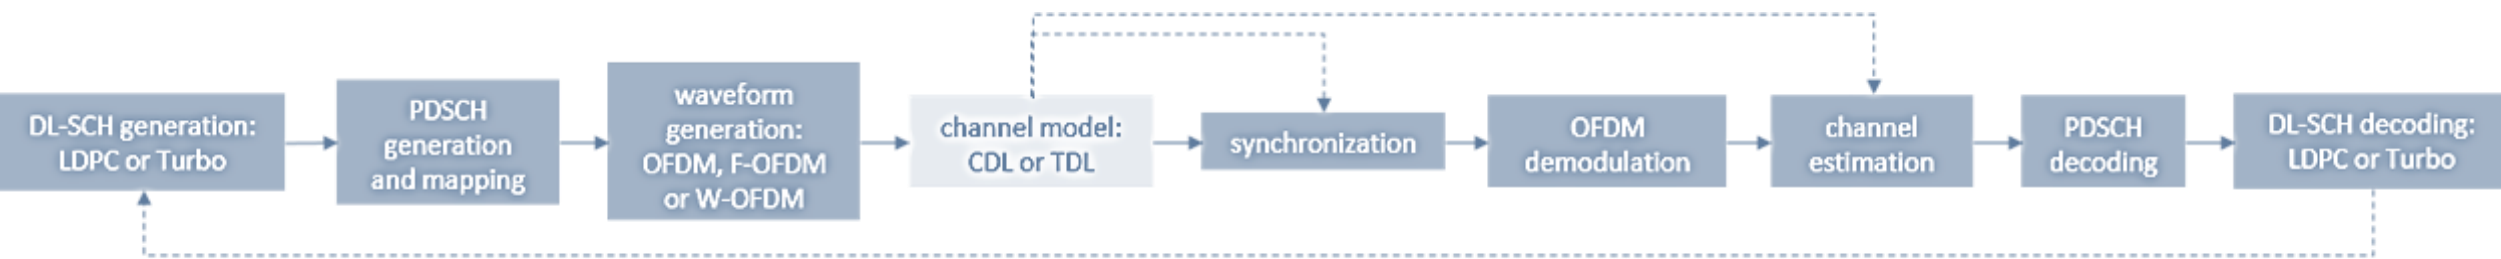 DL-SCH generation:
LDPC or Turbo
PDSCH
generation
and mapping
waveform
generation:
OFDM, F-OFDM
or W-OFDM
channel model:
CDL or TDL
synchronization
OFDM
demodulation
channel
estimation
PDSCH
decoding
DL-SCH decoding:
LDPC or Turbo